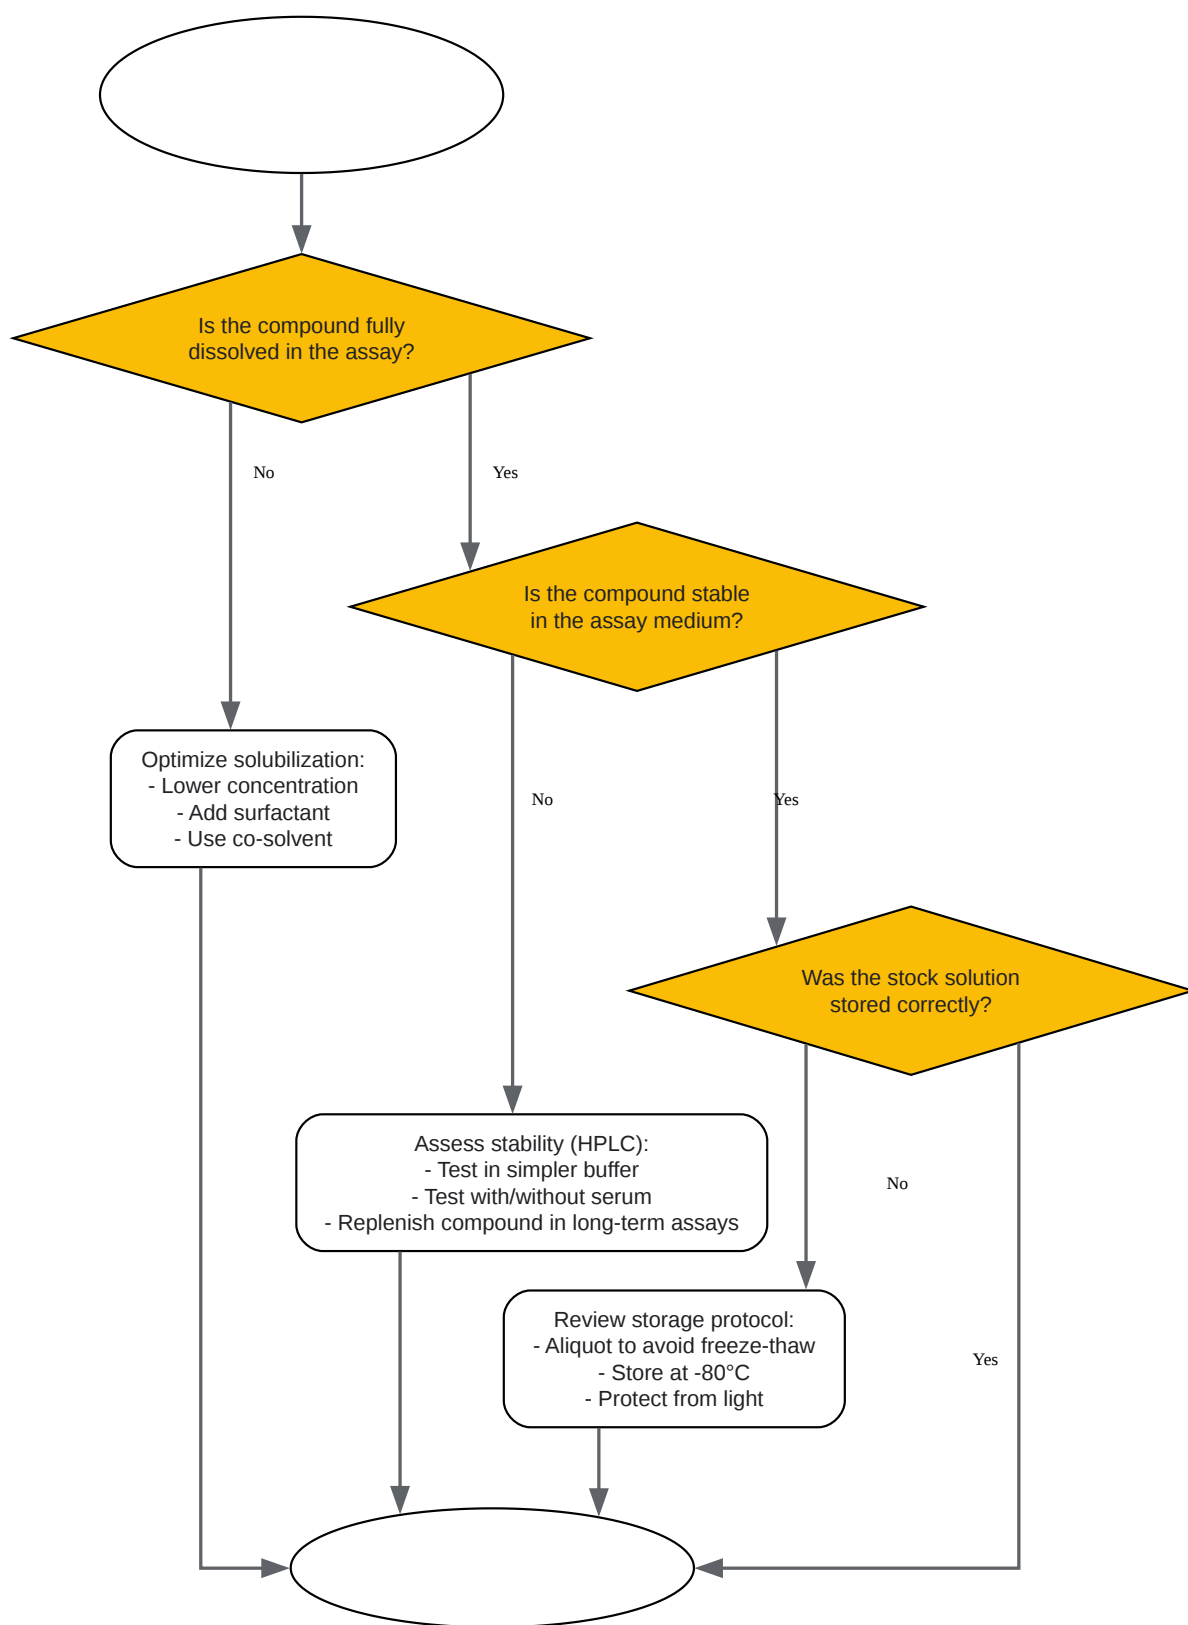 Is the compound fully
dissolved in the assay?
No
Yes
Is the compound stable
in the assay medium?
Optimize solubilization:
- Lower concentration
- Add surfactant
- Use co-solvent
No
Yes
Was the stock solution
stored correctly?
Assess stability (HPLC):
- Test in simpler buffer
- Test with/without serum
- Replenish compound in long-term assays
No
Review storage protocol:
- Aliquot to avoid freeze-thaw
- Store at -80°C
- Protect from light
Yes